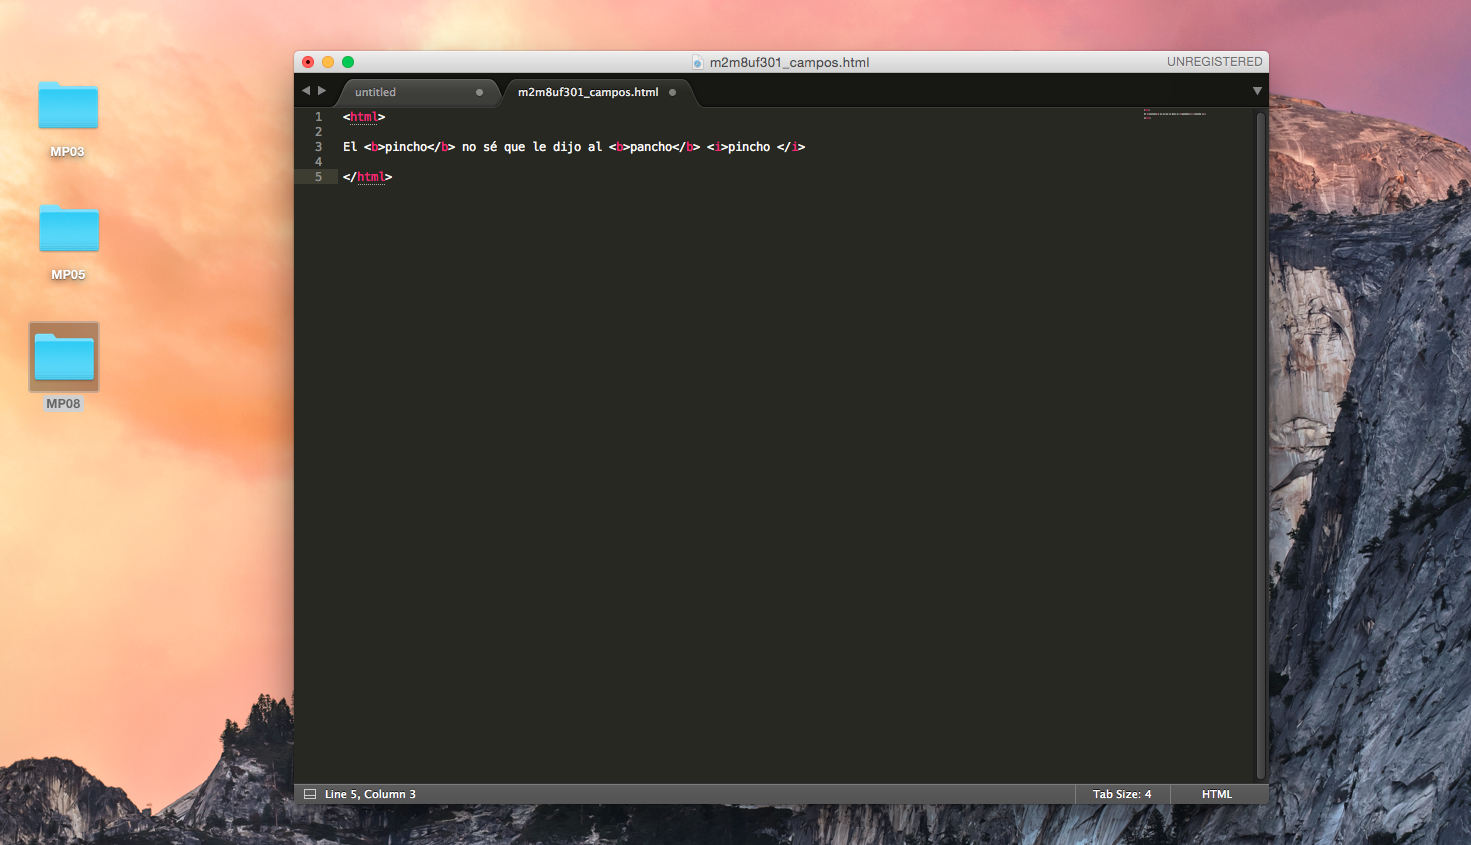 MP03
MP05
MP08
m2m8uf301_campos.html
UNREGISTERED
untitled
m2m8uf301_campos.html
1 <html>
2
3 El <b>pincho</b> no sé que le dijo al <b>pancho</b> <i>pincho </i>
4
5 </html>
Line 5, Column 3
Tab Size: 4
HTML